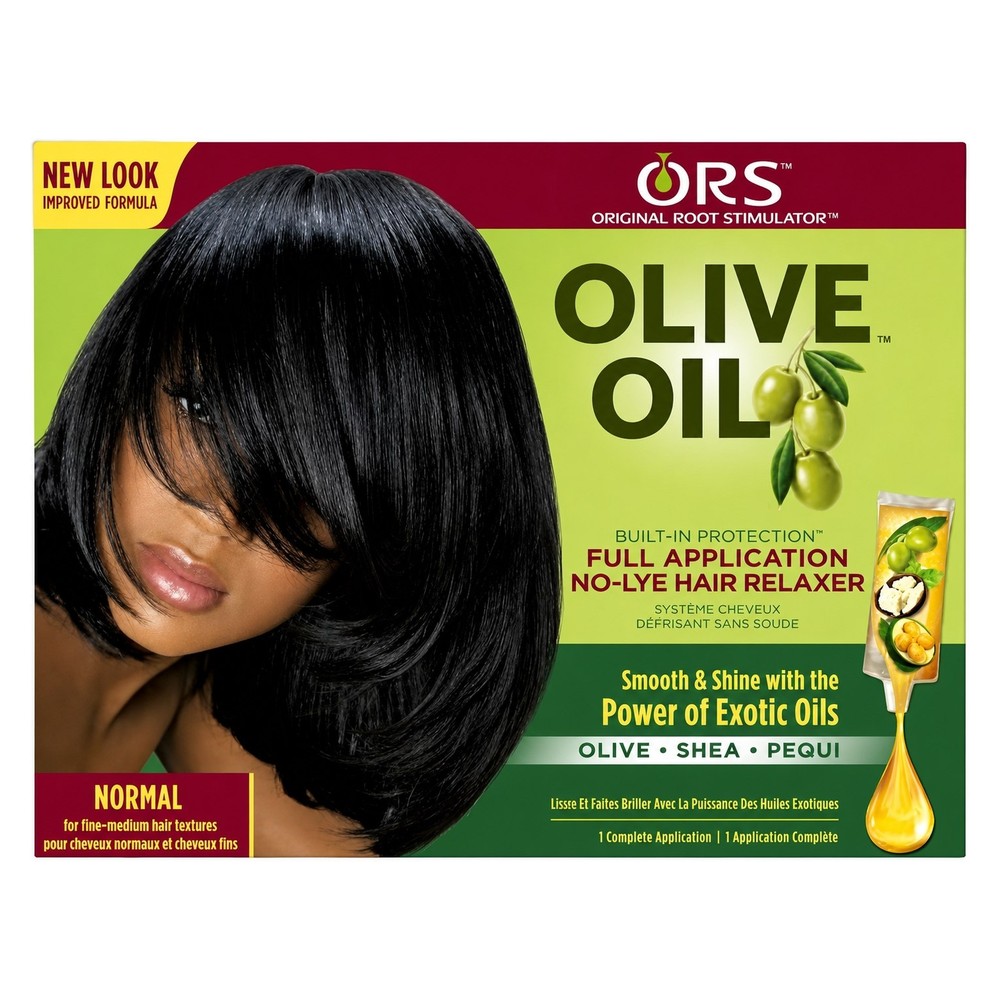 NEW LOOK
IMPROVED FORMULA
ORS™
ORIGINAL ROOT STIMULATOR™
OLIVE
OIL™
BUILT-IN PROTECTION™
FULL APPLICATION
NO-LYE HAIR RELAXER
SYSTÈME CHEVEUX
DÉFRISANT SANS SOUDE
Smooth & Shine with the
Power of Exotic Oils
OLIVE • SHEA • PEQUI
Lisse Et Faites Briller Avec La Puissance Des Huiles Exotiques
1 Complete Application | 1 Application Complète
NORMAL
for fine-medium hair textures
pour cheveux normaux et cheveux fins